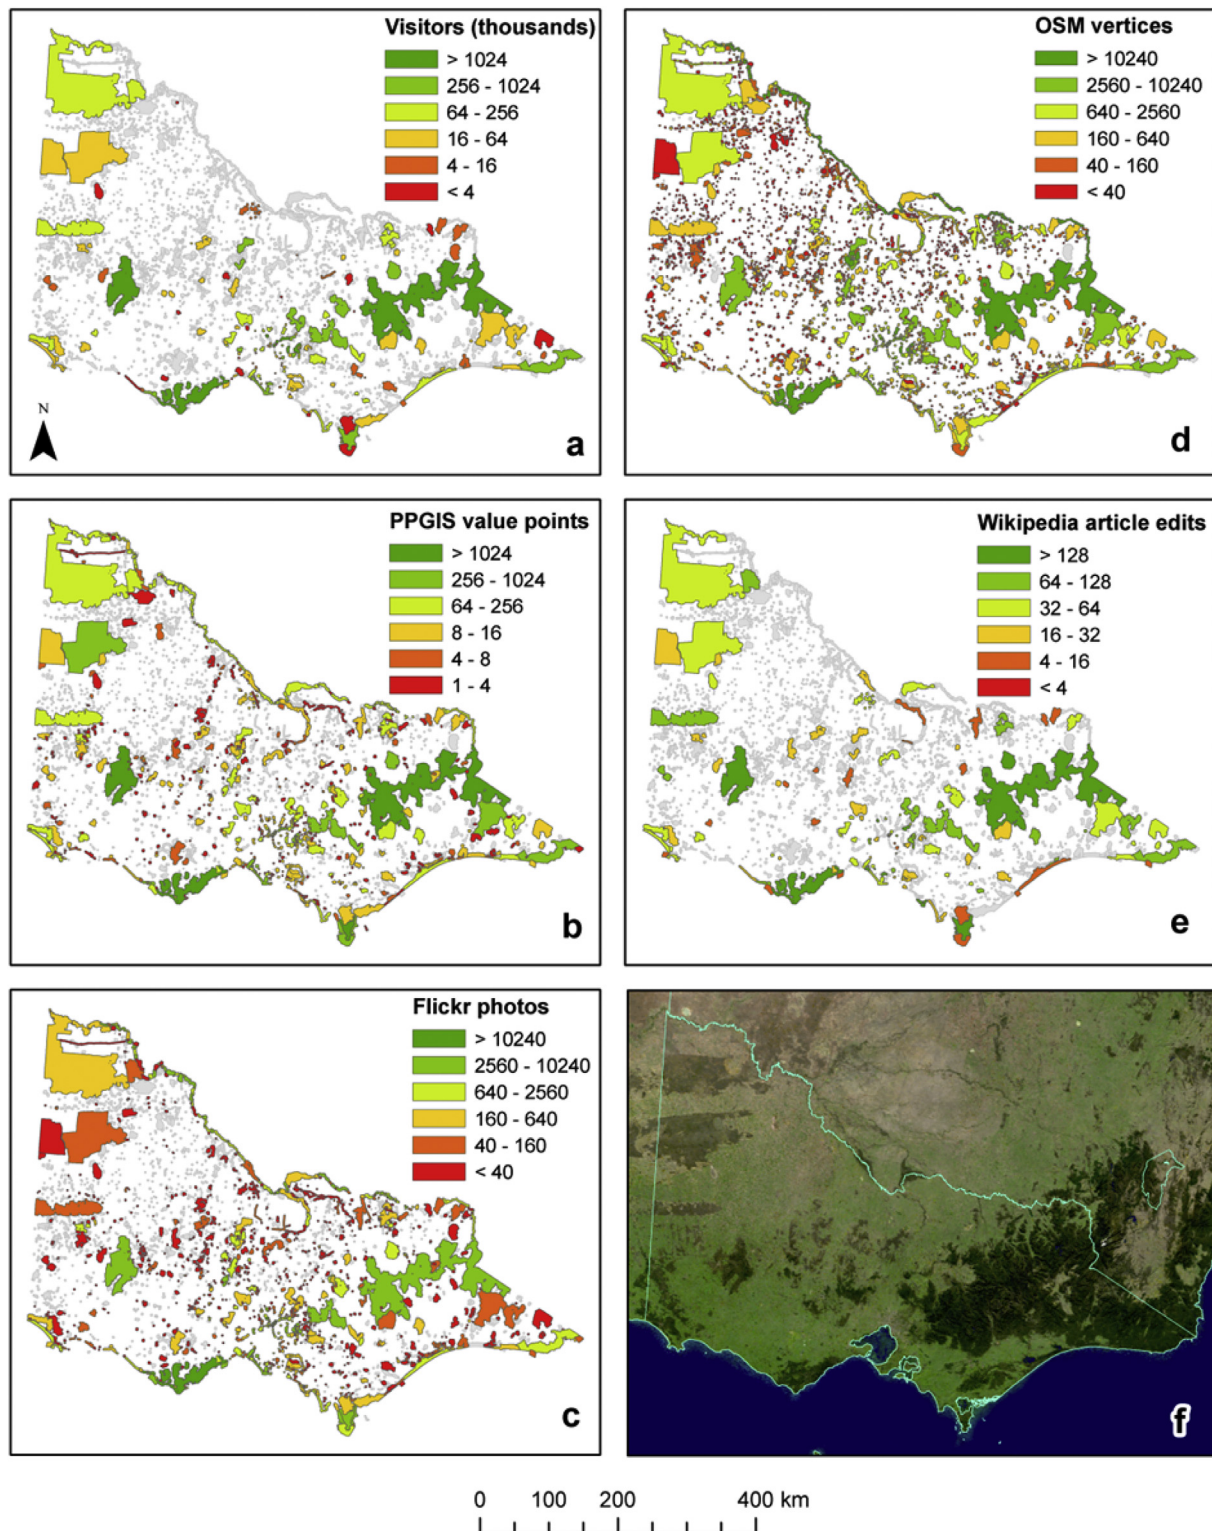 Visitors (thousands)
> 1024
256 - 1024
64 - 256
16 - 64
4 - 16
< 4
N
a
OSM vertices
> 10240
2560 - 10240
640 - 2560
160 - 640
40 - 160
< 40
d
PPGIS value points
> 1024
256 - 1024
64 - 256
8 - 16
4 - 8
1 - 4
b
Wikipedia article edits
> 128
64 - 128
32 - 64
16 - 32
4 - 16
< 4
e
Flickr photos
> 10240
2560 - 10240
640 - 2560
160 - 640
40 - 160
< 40
c
f
0 100 200 400 km